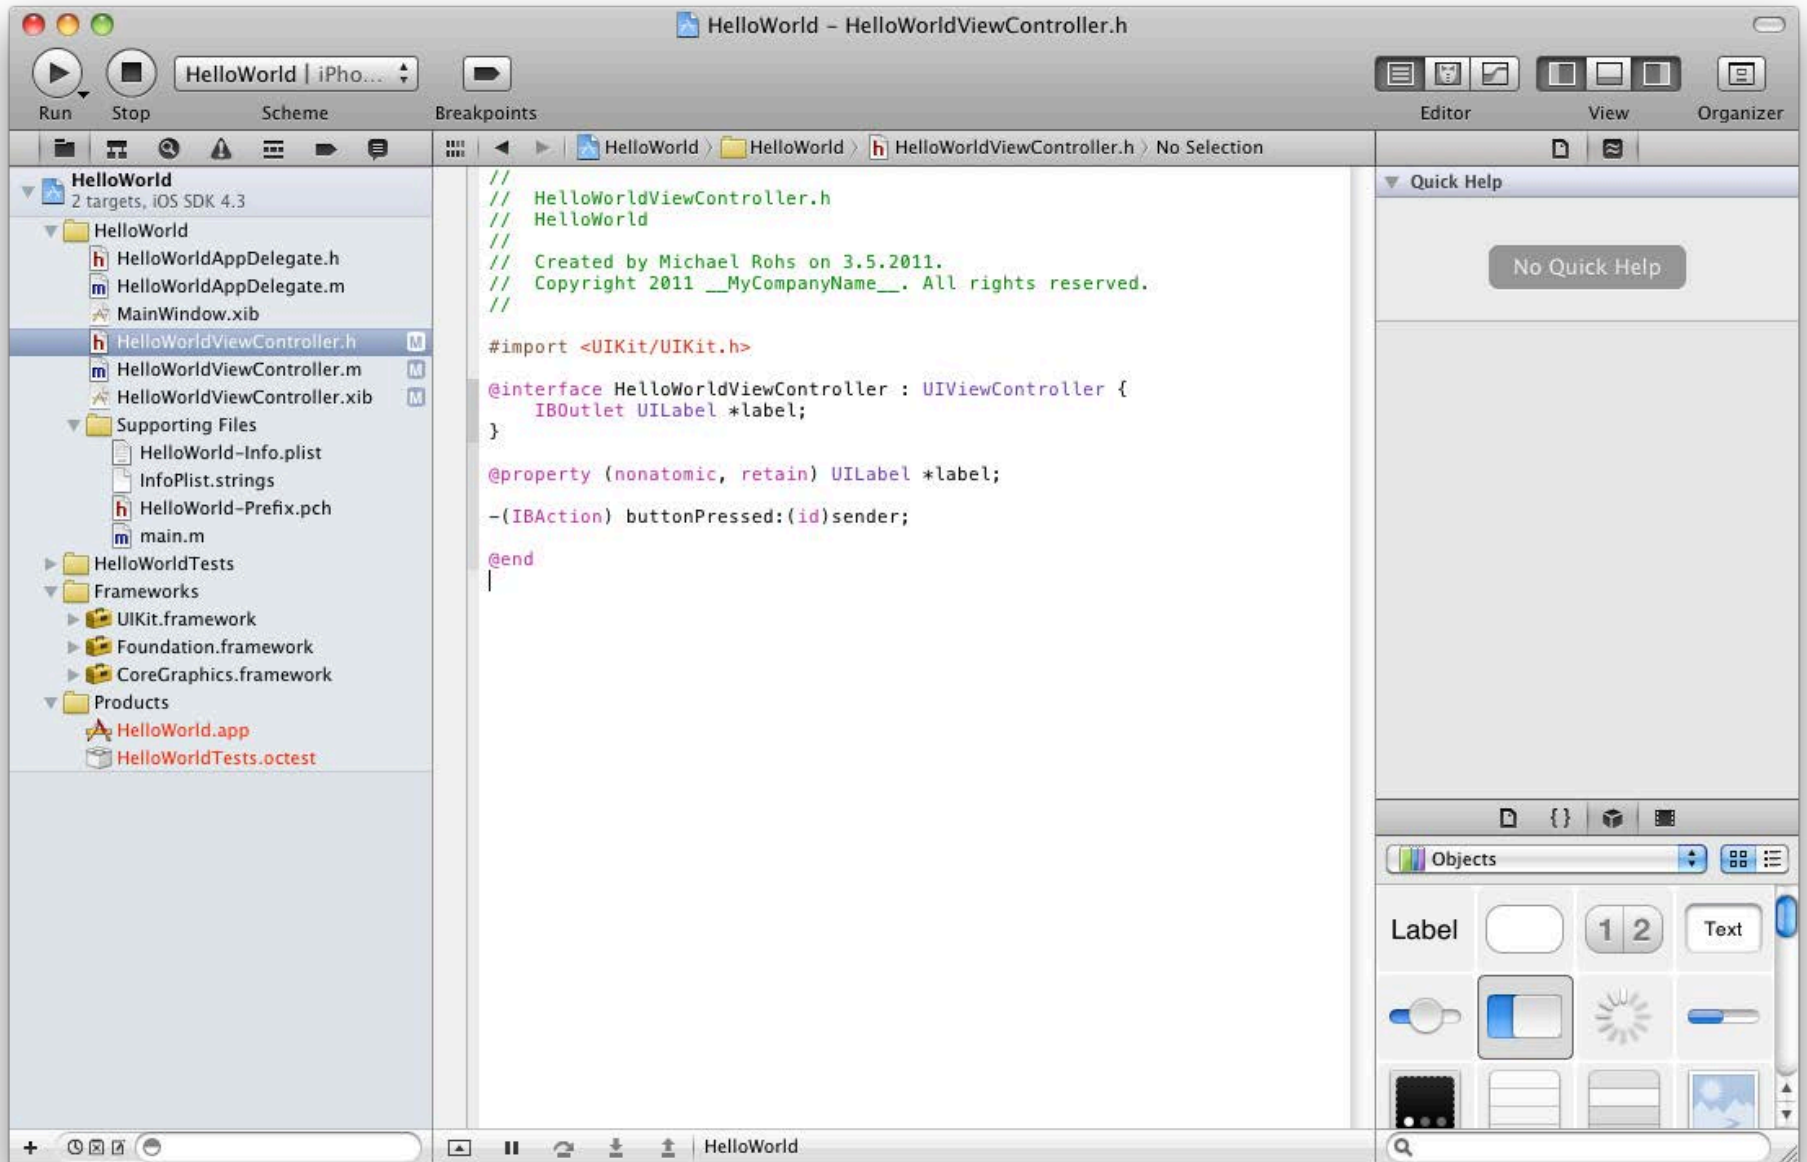 HelloWorld – HelloWorldViewController.h
HelloWorld | iPho...
Run
Stop
Scheme
Breakpoints
Editor
View
Organizer
HelloWorld
2 targets, iOS SDK 4.3
HelloWorld
h HelloWorldAppDelegate.h
m HelloWorldAppDelegate.m
MainWindow.xib
h HelloWorldViewController.h M
m HelloWorldViewController.m M
HelloWorldViewController.xib M
Supporting Files
HelloWorld-Info.plist
InfoPlist.strings
h HelloWorld-Prefix.pch
m main.m
HelloWorldTests
Frameworks
UIKit.framework
Foundation.framework
CoreGraphics.framework
Products
HelloWorld.app
HelloWorldTests.octest
HelloWorld 〉 HelloWorld 〉 h HelloWorldViewController.h 〉 No Selection
//
//  HelloWorldViewController.h
//  HelloWorld
//
//  Created by Michael Rohs on 3.5.2011.
//  Copyright 2011 __MyCompanyName__. All rights reserved.
//
#import <UIKit/UIKit.h>
@interface HelloWorldViewController : UIViewController {
    IBOutlet UILabel *label;
}
@property (nonatomic, retain) UILabel *label;
-(IBAction) buttonPressed:(id)sender;
@end
HelloWorld
Quick Help
No Quick Help
{}
Objects
Label
1 2
Text